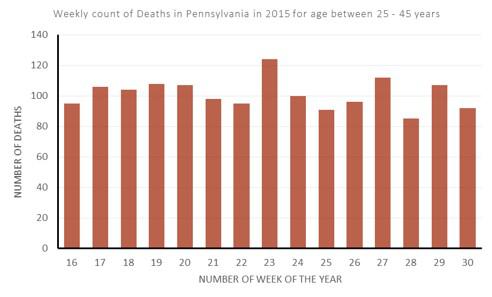 Weekly count of Deaths in Pennsylvania in 2015 for age between 25 - 45 years
140
120
100
80
60
40
20
0
NUMBER OF DEATHS
16 17 18 19 20 21 22 23 24 25 26 27 28 29 30
NUMBER OF WEEK OF THE YEAR